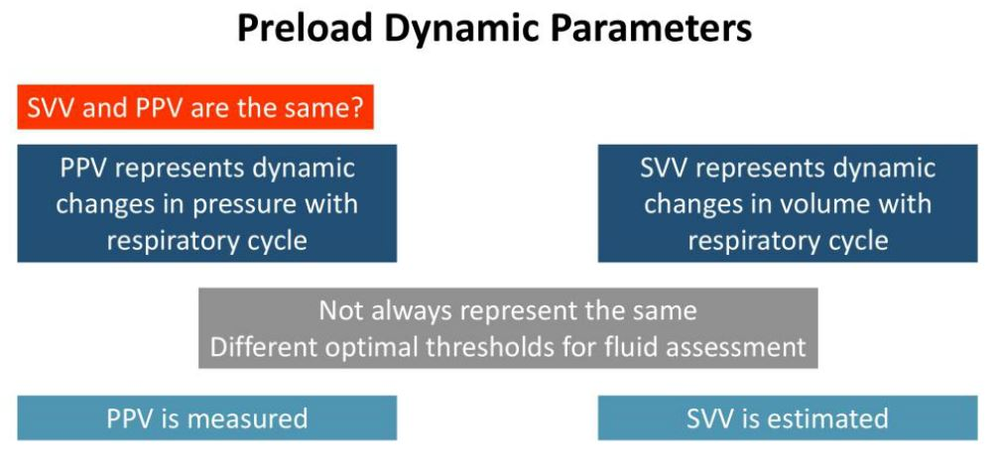 Preload Dynamic Parameters
SVV and PPV are the same?
PPV represents dynamic
changes in pressure with
respiratory cycle
SVV represents dynamic
changes in volume with
respiratory cycle
Not always represent the same
Different optimal thresholds for fluid assessment
PPV is measured
SVV is estimated